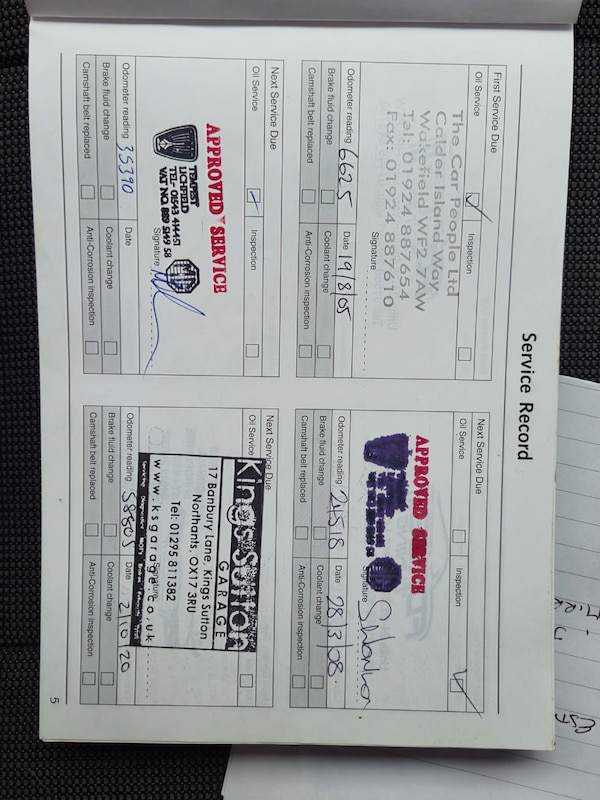 Service Record
First Service Due
Oil Service
Inspection
The Car People Ltd
Calder Island Way
Wakefield WF2 7AW
Tel: 01924 887654
Fax: 01924 887610
Signature
Odometer reading 6625 Date 19/8/05
Brake fluid change
Coolant change
Camshaft belt replaced
Anti-Corrosion inspection
Next Service Due
Oil Service
Inspection
APPROVED SERVICE
Signature
Odometer reading 24518 Date 28/3/08.
Brake fluid change
Coolant change
Camshaft belt replaced
Anti-Corrosion inspection
Next Service Due
Oil Service
Inspection
APPROVED SERVICE
TEMPEST
LICHFIELD
TEL- 01543 414451
Signature
Odometer reading 35390 Date
Brake fluid change
Coolant change
Camshaft belt replaced
Anti-Corrosion inspection
Next Service Due
Oil Service
Kings Sutton
GARAGE
17 Banbury Lane, Kings Sutton
Northants, OX17 3RU
Tel: 01295 811382
www.ksgarage.co.uk
Signature
Odometer reading 58805 Date 2/10/20
Brake fluid change
Coolant change
Camshaft belt replaced
Anti-Corrosion inspection
5